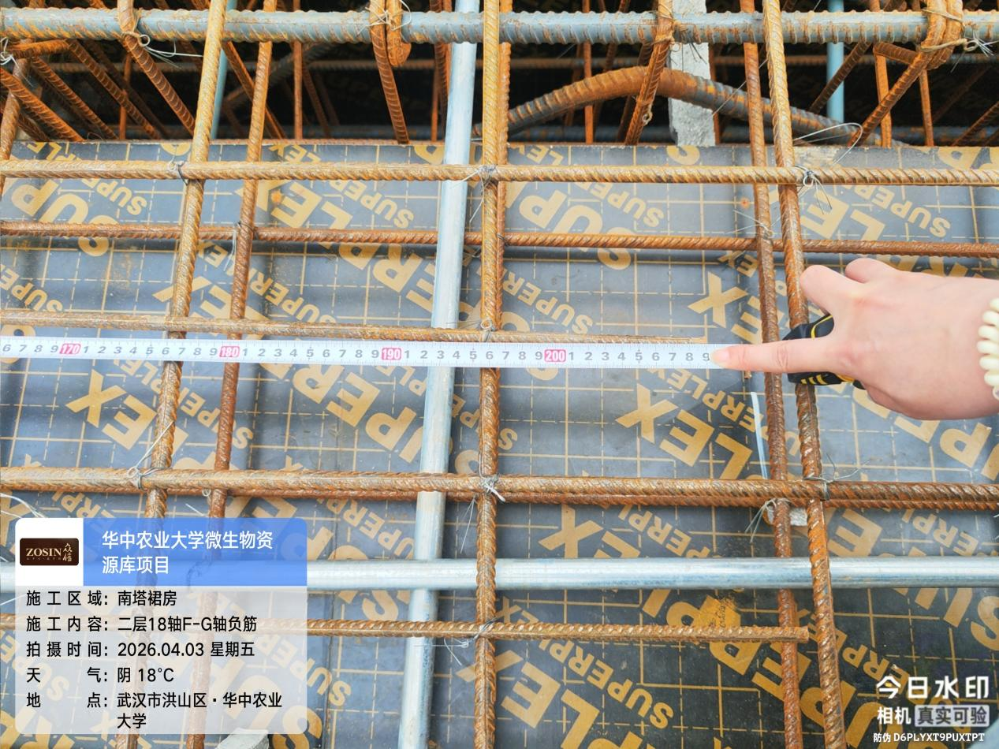 6 7 8 9 170 1 2 3 4 5 6 7 8 9 180 1 2 3 4 5 6 7 8 9 190 1 2 3 4 5 6 7 8 9 200 1 2 3 4 5 6 7 8 9
SUPERPLEX
ZOSIN 众信
华中农业大学微生物资
源库项目
施工区域：南塔裙房
施工内容：二层18轴F-G轴负筋
拍摄时间：2026.04.03 星期五
天气：阴 18°C
地点：武汉市洪山区·华中农业
大学
今日水印
相机 真实可验
防伪 D6PLYXT9PUXTPT